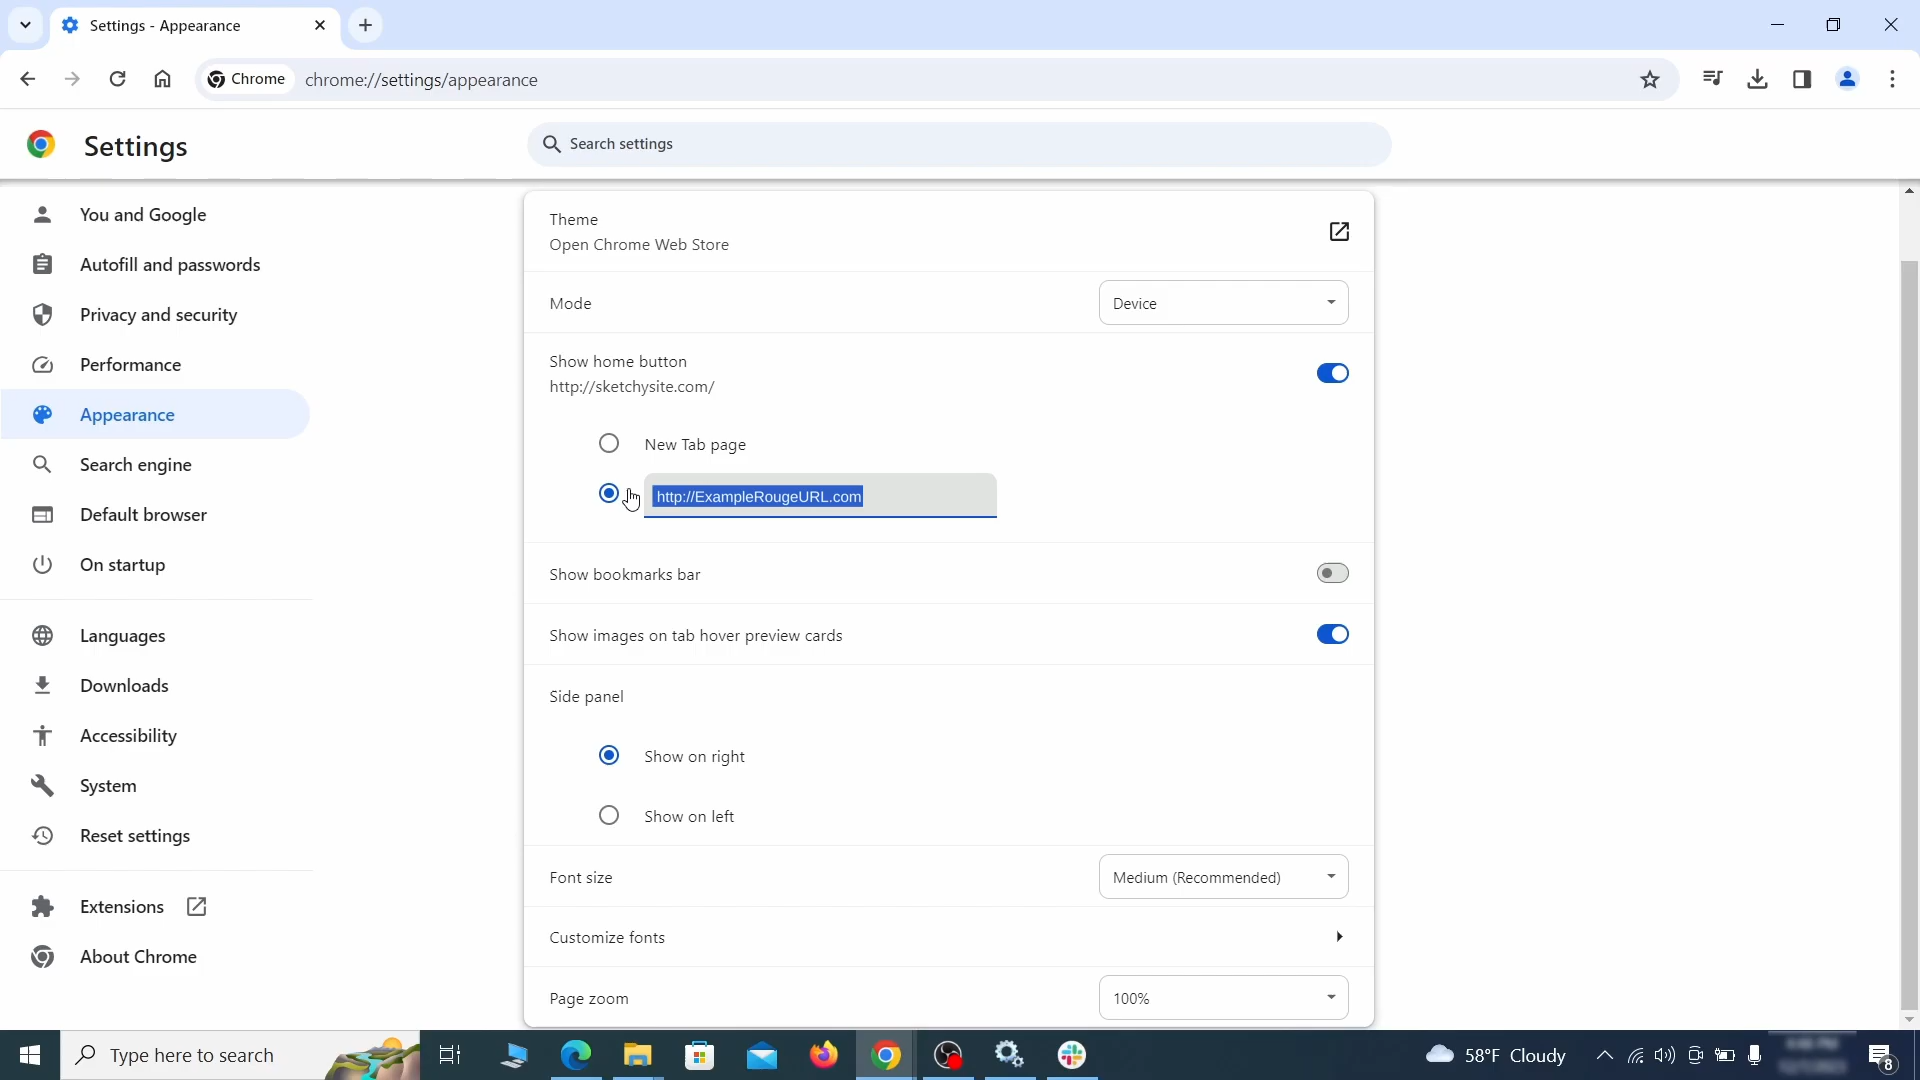 Settings - Appearance
Chrome
chrome://settings/appearance
Settings
Search settings
You and Google
Autofill and passwords
Privacy and security
Performance
Appearance
Search engine
Default browser
On startup
Languages
Downloads
Accessibility
System
Reset settings
Extensions
About Chrome
Theme
Open Chrome Web Store
Mode
Device
Show home button
http://sketchysite.com/
New Tab page
http://ExampleRougeURL.com
Show bookmarks bar
Show images on tab hover preview cards
Side panel
Show on right
Show on left
Font size
Medium (Recommended)
Customize fonts
Page zoom
100%
Type here to search
58°F Cloudy
8